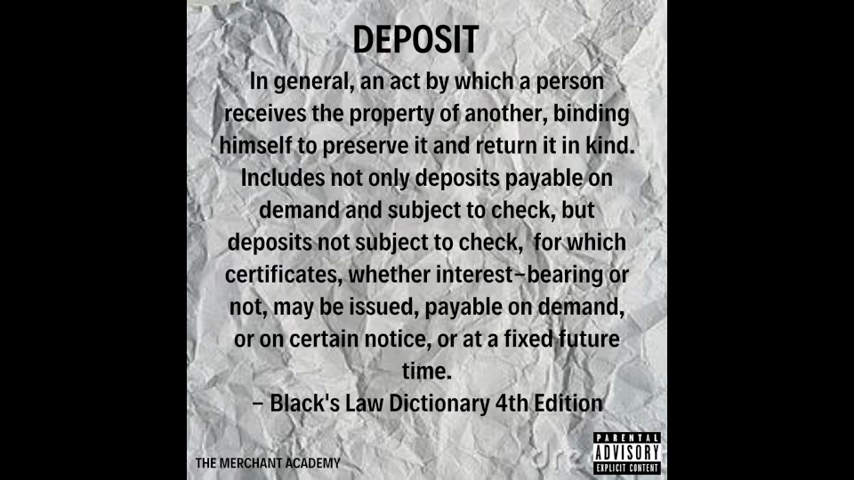 DEPOSIT
In general, an act by which a person
receives the property of another, binding
himself to preserve it and return it in kind.
Includes not only deposits payable on
demand and subject to check, but
deposits not subject to check, for which
certificates, whether interest-bearing or
not, may be issued, payable on demand,
or on certain notice, or at a fixed future
time.
- Black's Law Dictionary 4th Edition
THE MERCHANT ACADEMY
PARENTAL
ADVISORY
EXPLICIT CONTENT